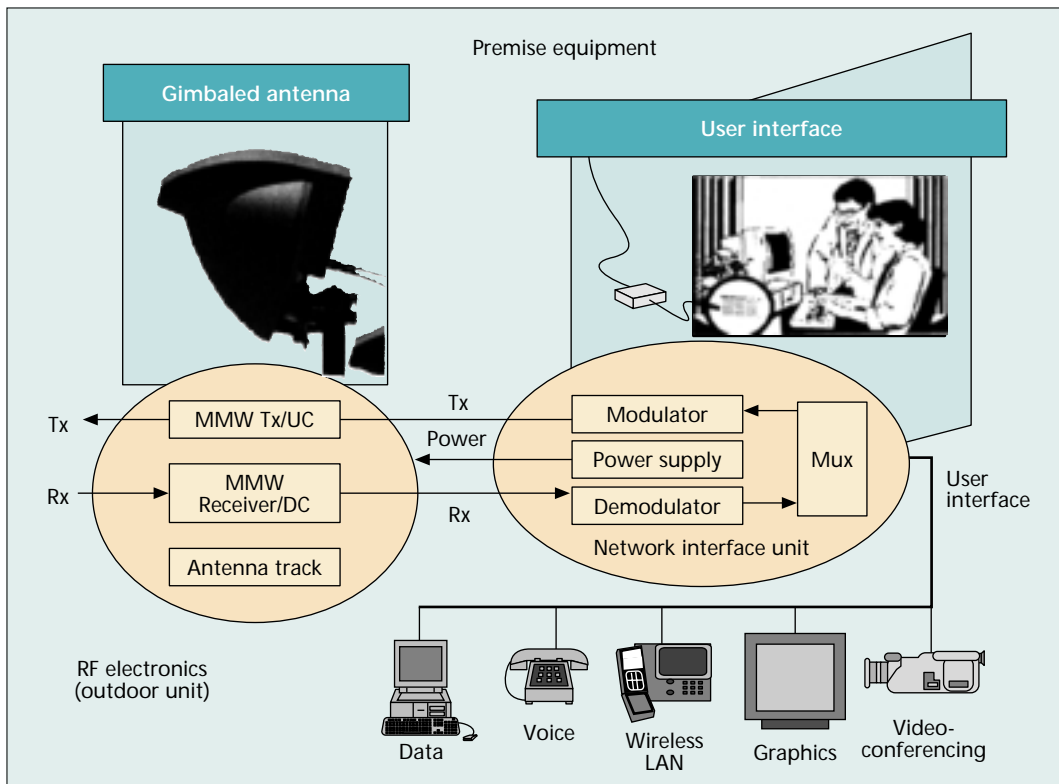 Premise equipment
Gimbaled antenna
User interface
Tx
MMW Tx/UC
Tx
Modulator
Power
Power supply
Mux
Rx
MMW
Receiver/DC
Rx
Demodulator
User
interface
Network interface unit
Antenna track
RF electronics
(outdoor unit)
Data
Voice
Wireless
LAN
Graphics
Video-
conferencing